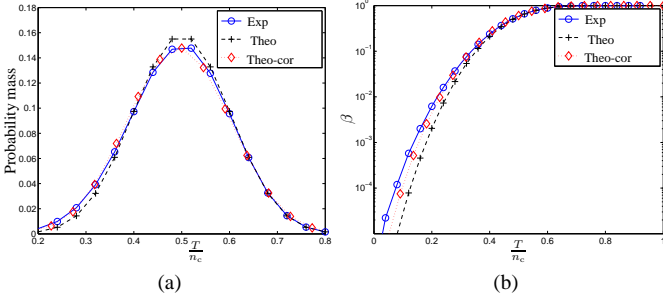 0.18
0.16
0.14
0.12
0.1
0.08
0.06
0.04
0.02
0
Probability mass
Exp
Theo
Theo-cor
0.2 0.3 0.4 0.5 0.6 0.7 0.8
T/n_c
(a)
10^0
10^-1
10^-2
10^-3
10^-4
β
Exp
Theo
Theo-cor
0 0.2 0.4 0.6 0.8 1
T/n_c
(b)